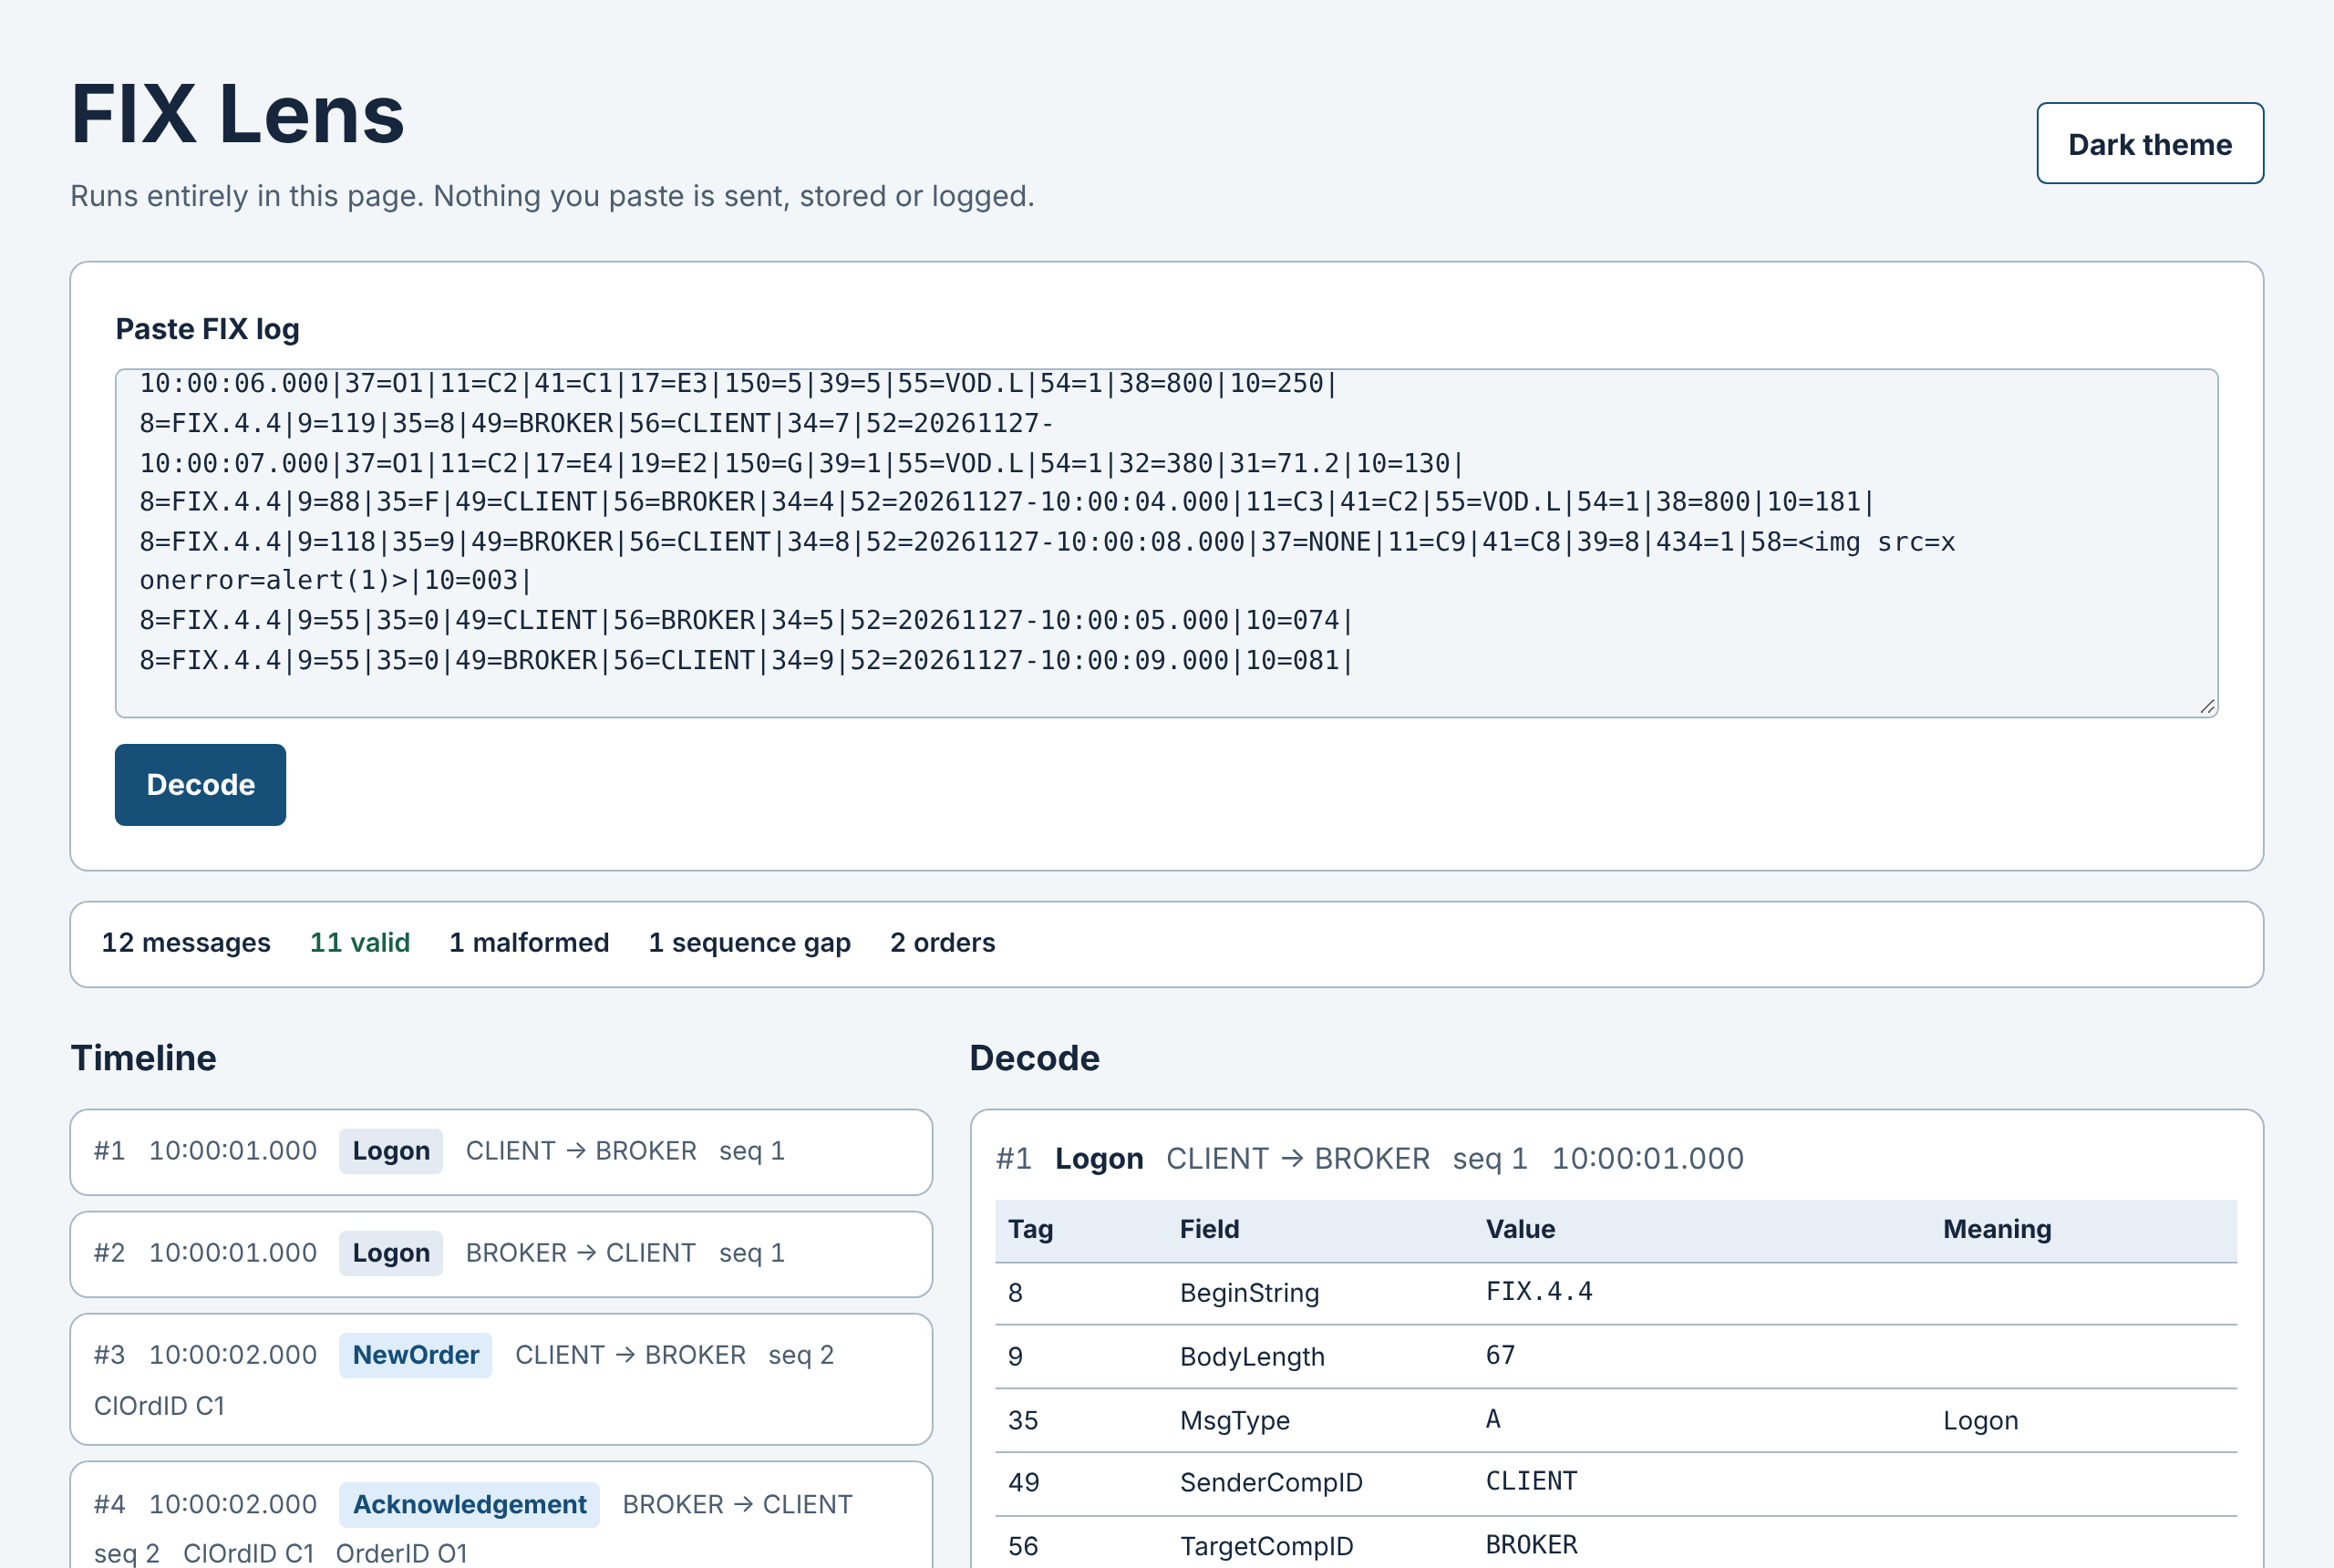 FIX Lens
Runs entirely in this page. Nothing you paste is sent, stored or logged.
Dark theme
Paste FIX log
10:00:06.000|37=O1|11=C2|41=C1|17=E3|150=5|39=5|55=VOD.L|54=1|38=800|10=250|
8=FIX.4.4|9=119|35=8|49=BROKER|56=CLIENT|34=7|52=20261127-
10:00:07.000|37=O1|11=C2|17=E4|19=E2|150=G|39=1|55=VOD.L|54=1|32=380|31=71.2|10=130|
8=FIX.4.4|9=88|35=F|49=CLIENT|56=BROKER|34=4|52=20261127-10:00:04.000|11=C3|41=C2|55=VOD.L|54=1|38=800|10=181|
8=FIX.4.4|9=118|35=9|49=BROKER|56=CLIENT|34=8|52=20261127-10:00:08.000|37=NONE|11=C9|41=C8|39=8|434=1|58=<img src=x
onerror=alert(1)>|10=003|
8=FIX.4.4|9=55|35=0|49=CLIENT|56=BROKER|34=5|52=20261127-10:00:05.000|10=074|
8=FIX.4.4|9=55|35=0|49=BROKER|56=CLIENT|34=9|52=20261127-10:00:09.000|10=081|
Decode
12 messages 11 valid 1 malformed 1 sequence gap 2 orders
Timeline
#1 10:00:01.000 Logon CLIENT → BROKER seq 1
#2 10:00:01.000 Logon BROKER → CLIENT seq 1
#3 10:00:02.000 NewOrder CLIENT → BROKER seq 2
ClOrdID C1
#4 10:00:02.000 Acknowledgement BROKER → CLIENT
seq 2 ClOrdID C1 OrderID O1
Decode
#1 Logon CLIENT → BROKER seq 1 10:00:01.000
Tag Field Value Meaning
8 BeginString FIX.4.4
9 BodyLength 67
35 MsgType A Logon
49 SenderCompID CLIENT
56 TargetCompID BROKER